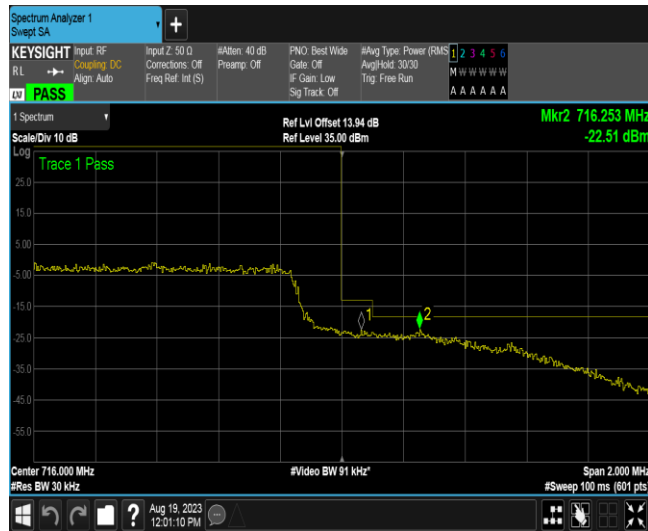 Spectrum Analyzer 1
Swept SA
+
KEYSIGHT
RL
LXI PASS
Input: RF
Coupling: DC
Align: Auto
Input Z: 50 Ω
Corrections: Off
Freq Ref: Int (S)
#Atten: 40 dB
Preamp: Off
PNO: Best Wide
Gate: Off
IF Gain: Low
Sig Track: Off
#Avg Type: Power (RMS
Avg|Hold: 30/30
Trig: Free Run
1 2 3 4 5 6
M W W W W W
A A A A A A
1 Spectrum
Scale/Div 10 dB
Ref Lvl Offset 13.94 dB
Ref Level 35.00 dBm
Mkr2 716.253 MHz
-22.51 dBm
Log
Trace 1 Pass
25.0
15.0
5.00
-5.00
-15.0
-25.0
-35.0
-45.0
-55.0
1
2
Center 716.000 MHz
#Res BW 30 kHz
#Video BW 91 kHz*
Span 2.000 MHz
#Sweep 100 ms (601 pts)
?
Aug 19, 2023
12:01:10 PM